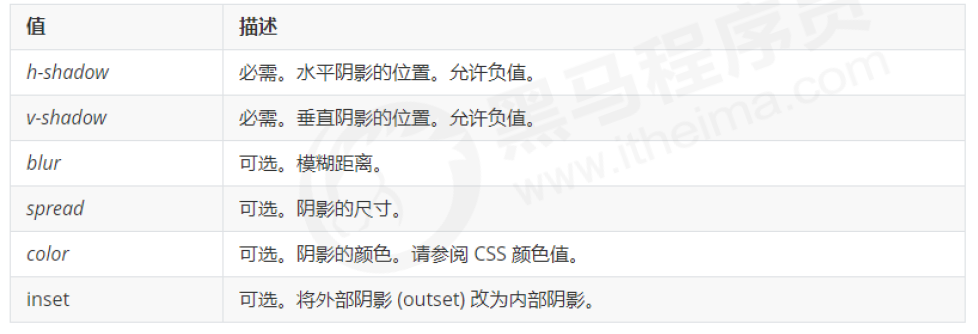 值 描述
h-shadow 必需。水平阴影的位置。允许负值。
v-shadow 必需。垂直阴影的位置。允许负值。
blur 可选。模糊距离。
spread 可选。阴影的尺寸。
color 可选。阴影的颜色。请参阅 CSS 颜色值。
inset 可选。将外部阴影 (outset) 改为内部阴影。
黑马程序员
www.itheima.com